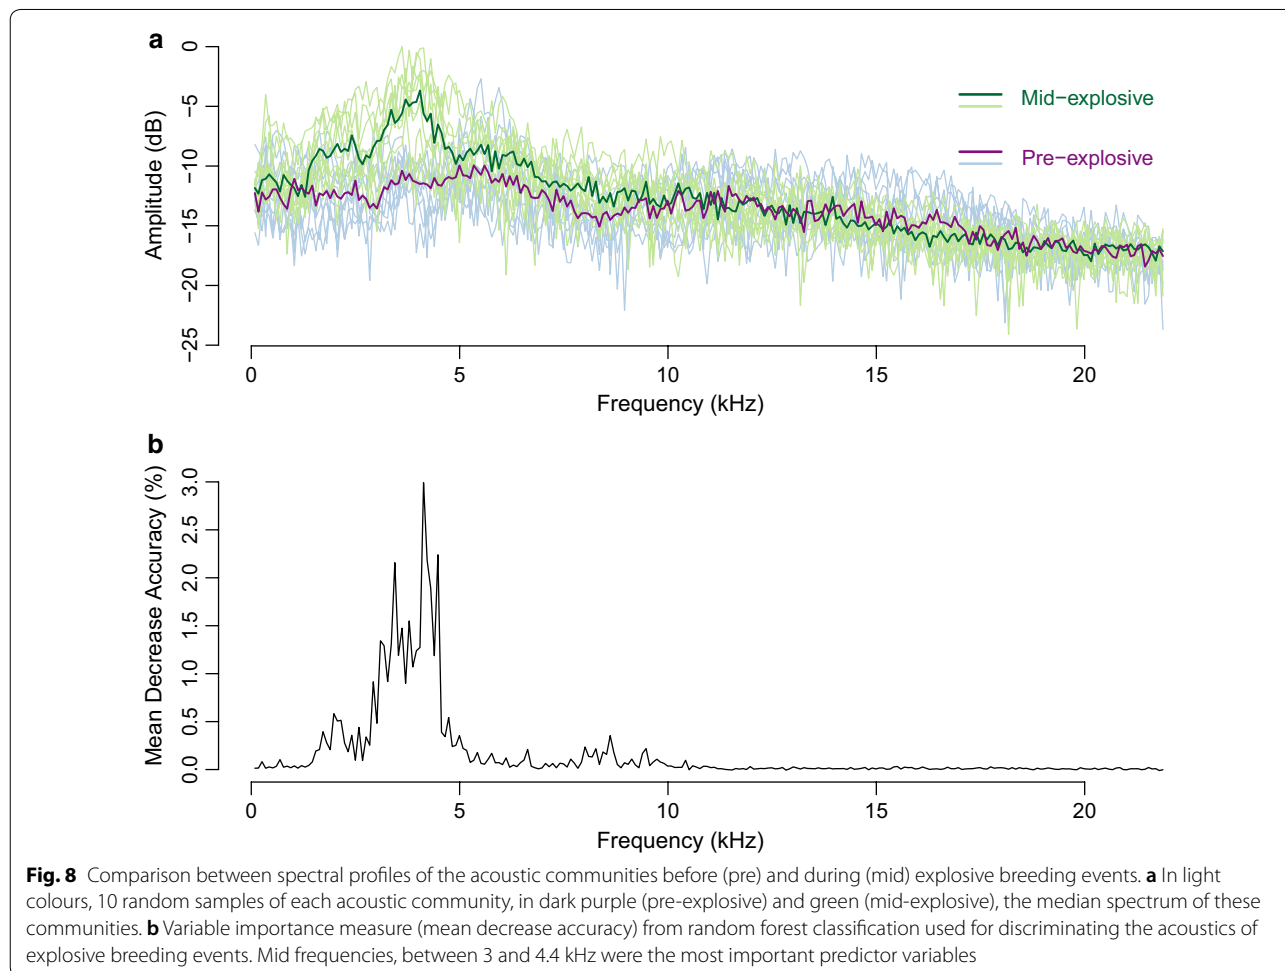 a
0
−5
−10
−15
−20
−25
Amplitude (dB)
Mid−explosive
Pre−explosive
0 5 10 15 20
Frequency (kHz)
b
3.0
2.5
2.0
1.5
1.0
0.5
0.0
Mean Decrease Accuracy (%)
0 5 10 15 20
Frequency (kHz)
Fig. 8 Comparison between spectral profiles of the acoustic communities before (pre) and during (mid) explosive breeding events. a In light
colours, 10 random samples of each acoustic community, in dark purple (pre-explosive) and green (mid-explosive), the median spectrum of these
communities. b Variable importance measure (mean decrease accuracy) from random forest classification used for discriminating the acoustics of
explosive breeding events. Mid frequencies, between 3 and 4.4 kHz were the most important predictor variables